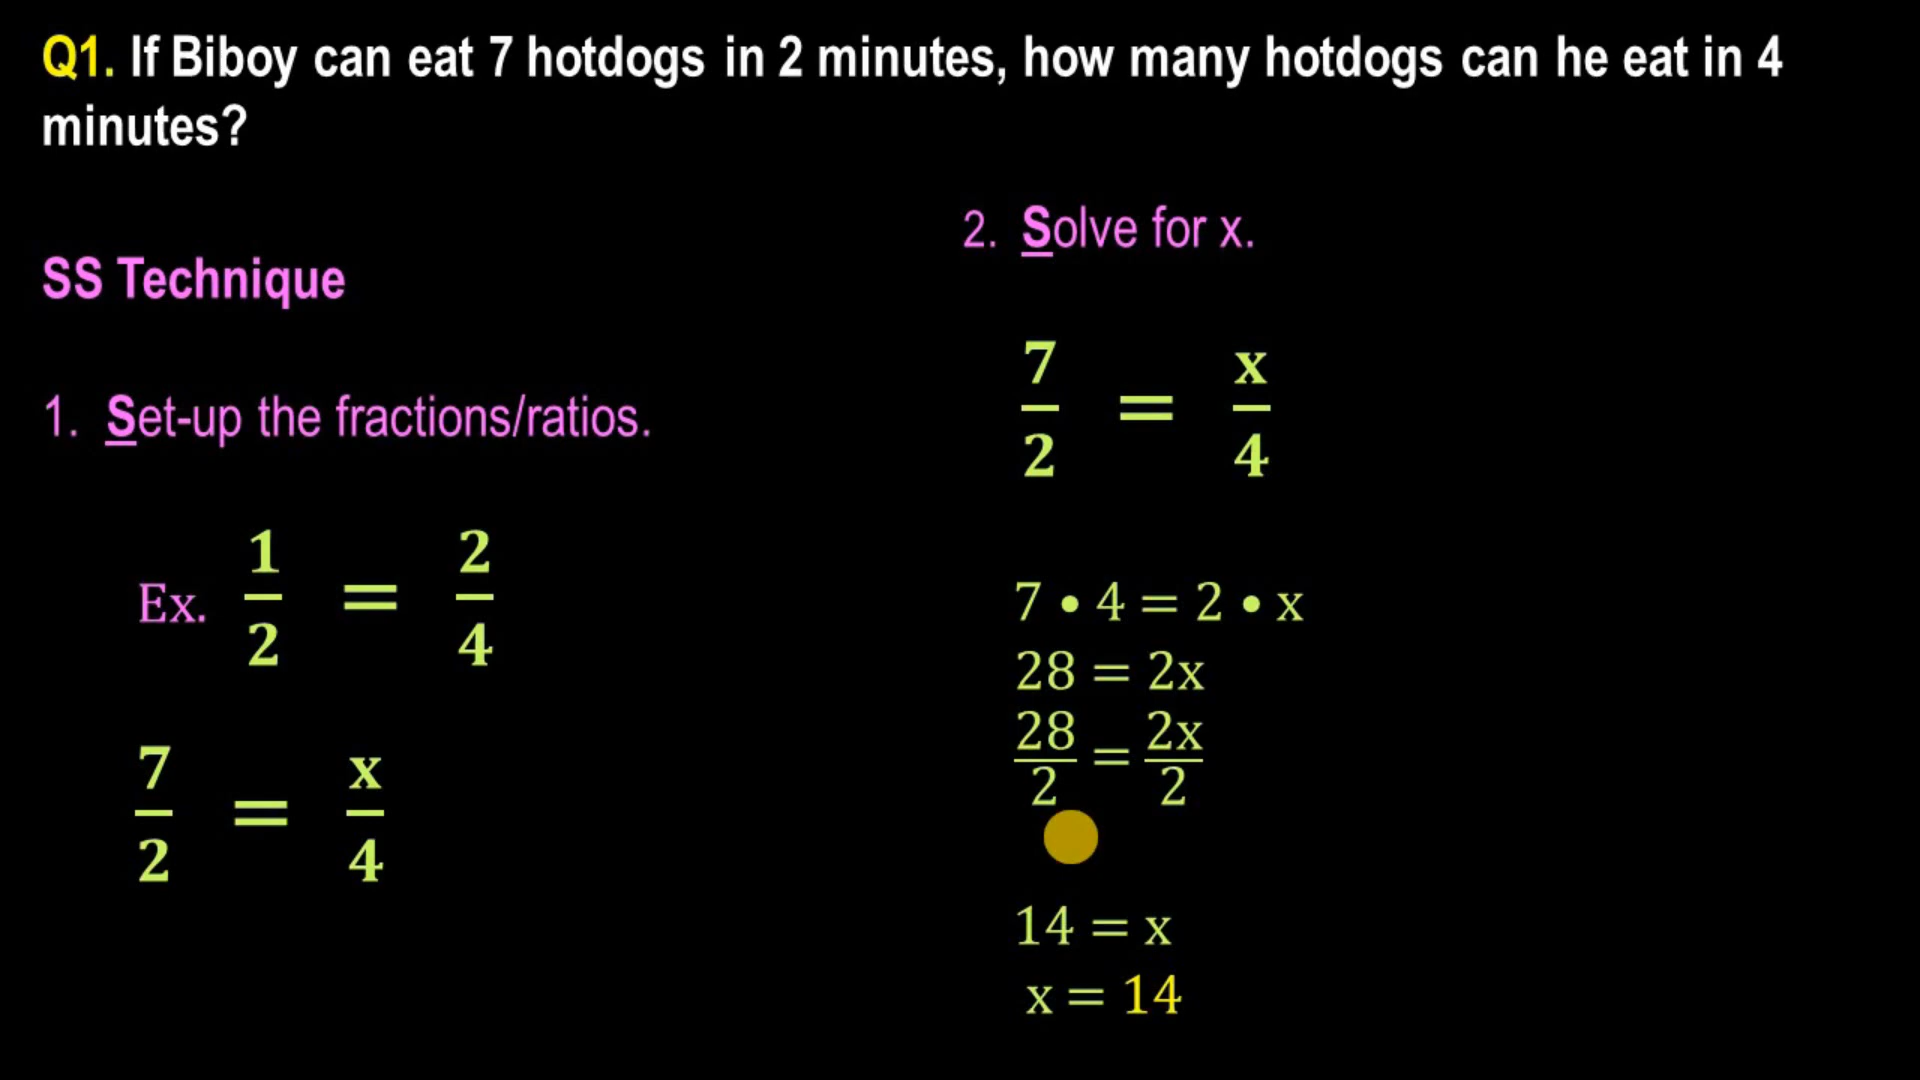 Q1. If Biboy can eat 7 hotdogs in 2 minutes, how many hotdogs can he eat in 4
minutes?
SS Technique
1. Set-up the fractions/ratios.
Ex. 1/2 = 2/4
7/2 = x/4
2. Solve for x.
7/2 = x/4
7 • 4 = 2 • x
28 = 2x
28/2 = 2x/2
14 = x
x = 14